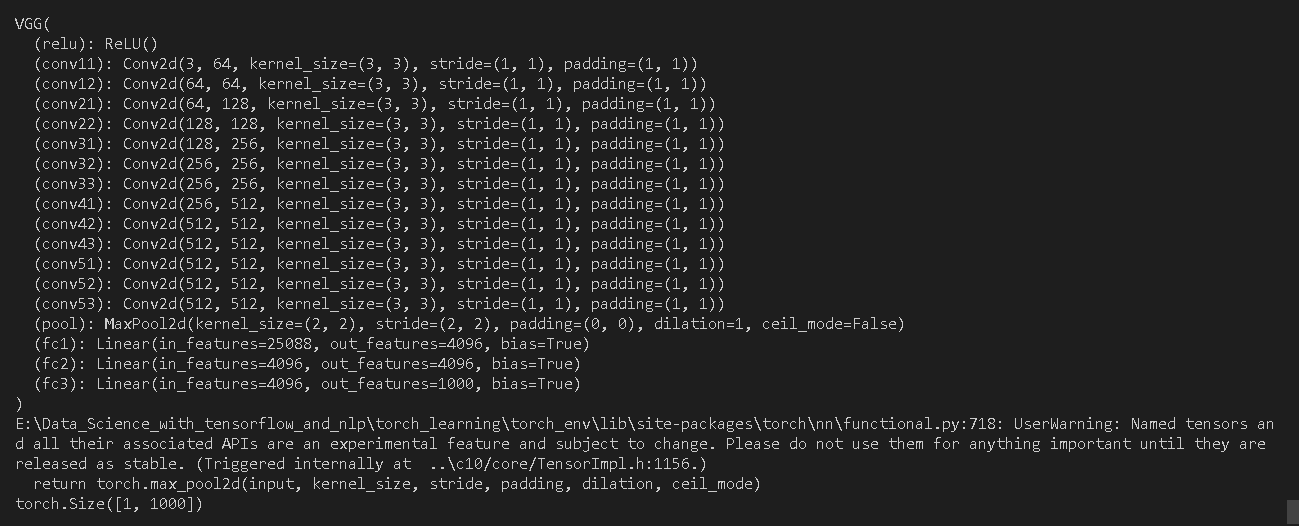 VGG(
  (relu): ReLU()
  (conv11): Conv2d(3, 64, kernel_size=(3, 3), stride=(1, 1), padding=(1, 1))
  (conv12): Conv2d(64, 64, kernel_size=(3, 3), stride=(1, 1), padding=(1, 1))
  (conv21): Conv2d(64, 128, kernel_size=(3, 3), stride=(1, 1), padding=(1, 1))
  (conv22): Conv2d(128, 128, kernel_size=(3, 3), stride=(1, 1), padding=(1, 1))
  (conv31): Conv2d(128, 256, kernel_size=(3, 3), stride=(1, 1), padding=(1, 1))
  (conv32): Conv2d(256, 256, kernel_size=(3, 3), stride=(1, 1), padding=(1, 1))
  (conv33): Conv2d(256, 256, kernel_size=(3, 3), stride=(1, 1), padding=(1, 1))
  (conv41): Conv2d(256, 512, kernel_size=(3, 3), stride=(1, 1), padding=(1, 1))
  (conv42): Conv2d(512, 512, kernel_size=(3, 3), stride=(1, 1), padding=(1, 1))
  (conv43): Conv2d(512, 512, kernel_size=(3, 3), stride=(1, 1), padding=(1, 1))
  (conv51): Conv2d(512, 512, kernel_size=(3, 3), stride=(1, 1), padding=(1, 1))
  (conv52): Conv2d(512, 512, kernel_size=(3, 3), stride=(1, 1), padding=(1, 1))
  (conv53): Conv2d(512, 512, kernel_size=(3, 3), stride=(1, 1), padding=(1, 1))
  (pool): MaxPool2d(kernel_size=(2, 2), stride=(2, 2), padding=(0, 0), dilation=1, ceil_mode=False)
  (fc1): Linear(in_features=25088, out_features=4096, bias=True)
  (fc2): Linear(in_features=4096, out_features=4096, bias=True)
  (fc3): Linear(in_features=4096, out_features=1000, bias=True)
)
E:\Data_Science_with_tensorflow_and_nlp\torch_learning\torch_env\lib\site-packages\torch\nn\functional.py:718: UserWarning: Named tensors an
d all their associated APIs are an experimental feature and subject to change. Please do not use them for anything important until they are
released as stable. (Triggered internally at  ..\c10/core/TensorImpl.h:1156.)
  return torch.max_pool2d(input, kernel_size, stride, padding, dilation, ceil_mode)
torch.Size([1, 1000])